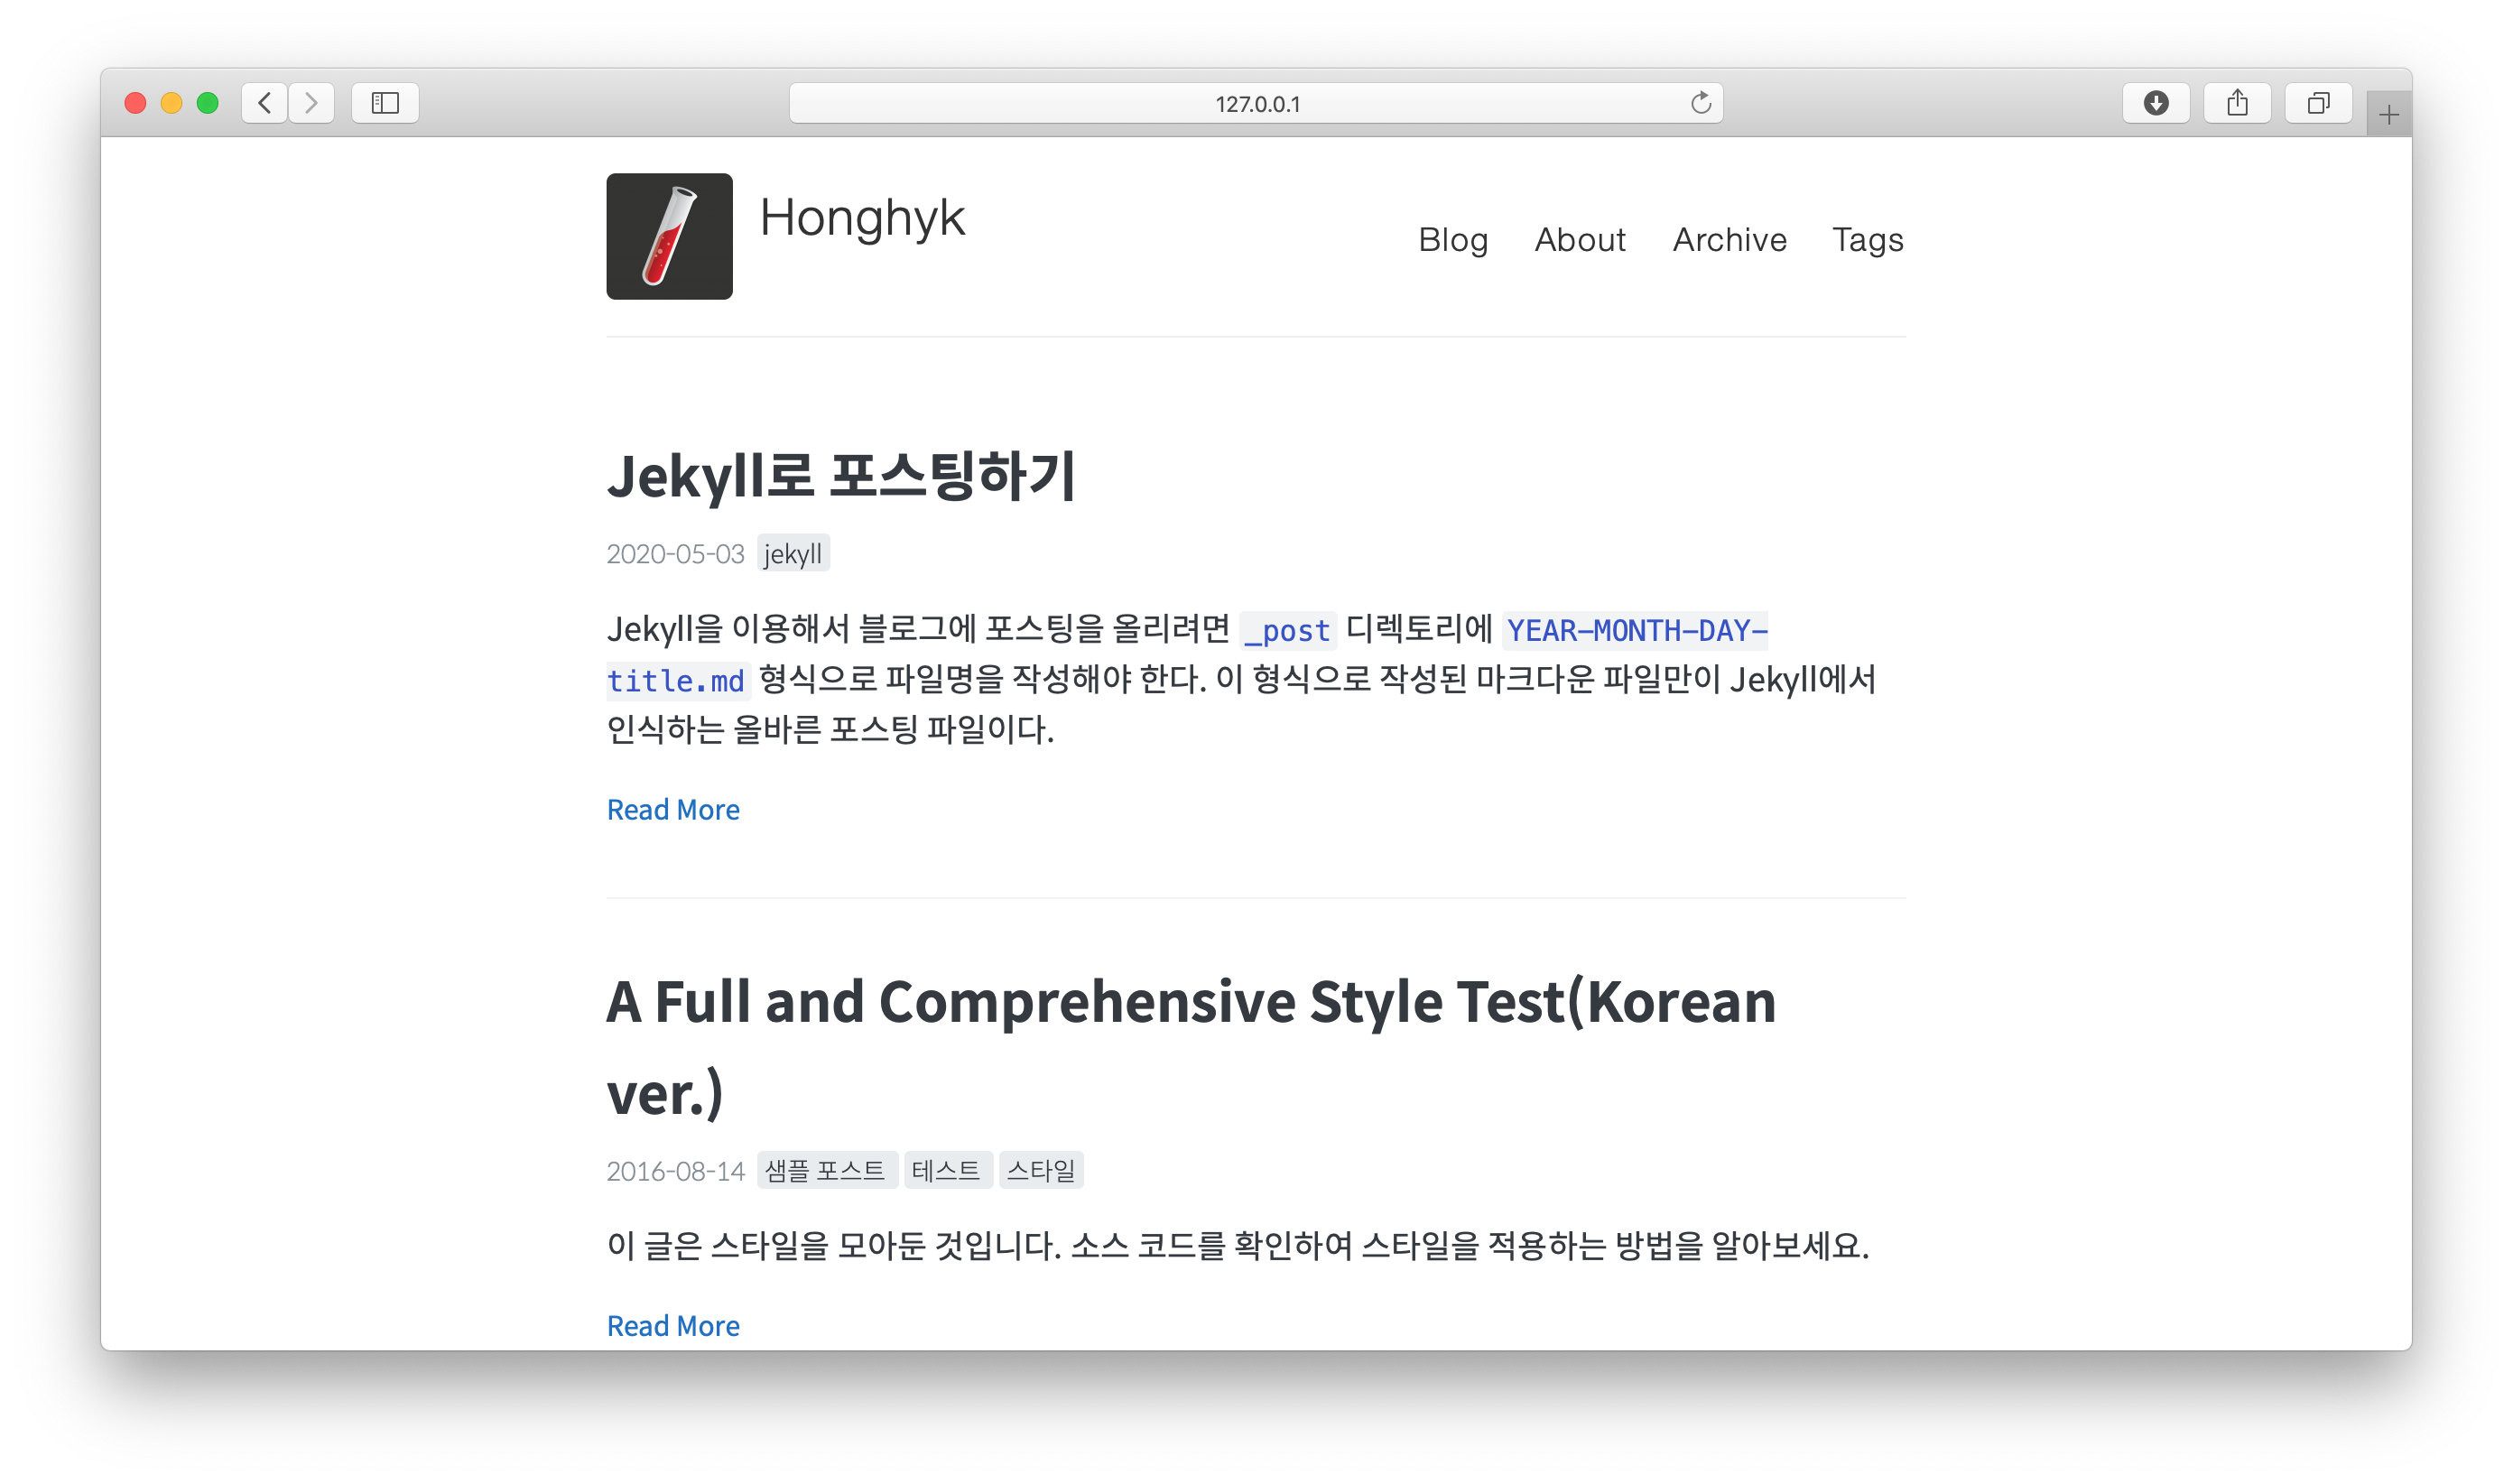 127.0.0.1
Honghyk
Blog About Archive Tags
Jekyll로 포스팅하기
2020-05-03 jekyll
Jekyll을 이용해서 블로그에 포스팅을 올리려면 _post 디렉토리에 YEAR-MONTH-DAY-
title.md 형식으로 파일명을 작성해야 한다. 이 형식으로 작성된 마크다운 파일만이 Jekyll에서
인식하는 올바른 포스팅 파일이다.
Read More
A Full and Comprehensive Style Test(Korean
ver.)
2016-08-14 샘플 포스트 테스트 스타일
이 글은 스타일을 모아둔 것입니다. 소스 코드를 확인하여 스타일을 적용하는 방법을 알아보세요.
Read More